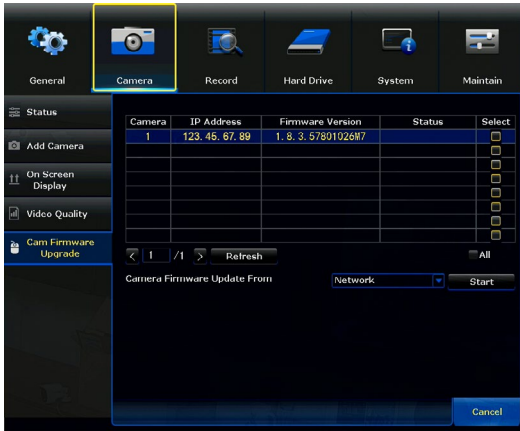 General Camera Record Hard Drive System Maintain
Status
Add Camera
On Screen
Display
Video Quality
Cam Firmware
Upgrade
Camera IP Address Firmware Version Status Select
1 123. 45. 67. 89 1. 8. 3. 57801026M7
< 1 /1 > Refresh All
Camera Firmware Update From Network Start
Cancel